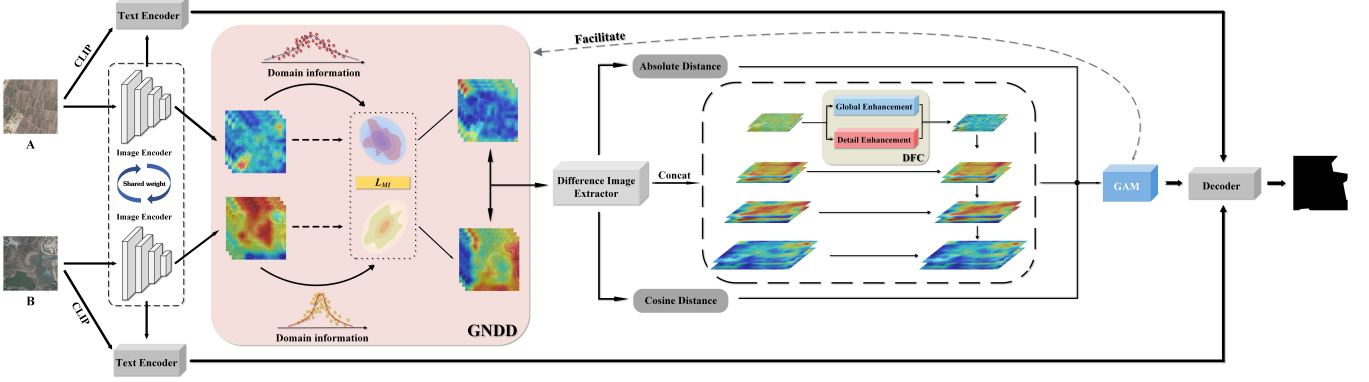 Text Encoder
CLIP
A
Image Encoder
Shared weight
Image Encoder
B
CLIP
Text Encoder
Domain information
L_MI
Domain information
GNDD
Facilitate
Difference Image
Extractor
Absolute Distance
Concat
Cosine Distance
Global Enhancement
Detail Enhancement
DFC
GAM
Decoder